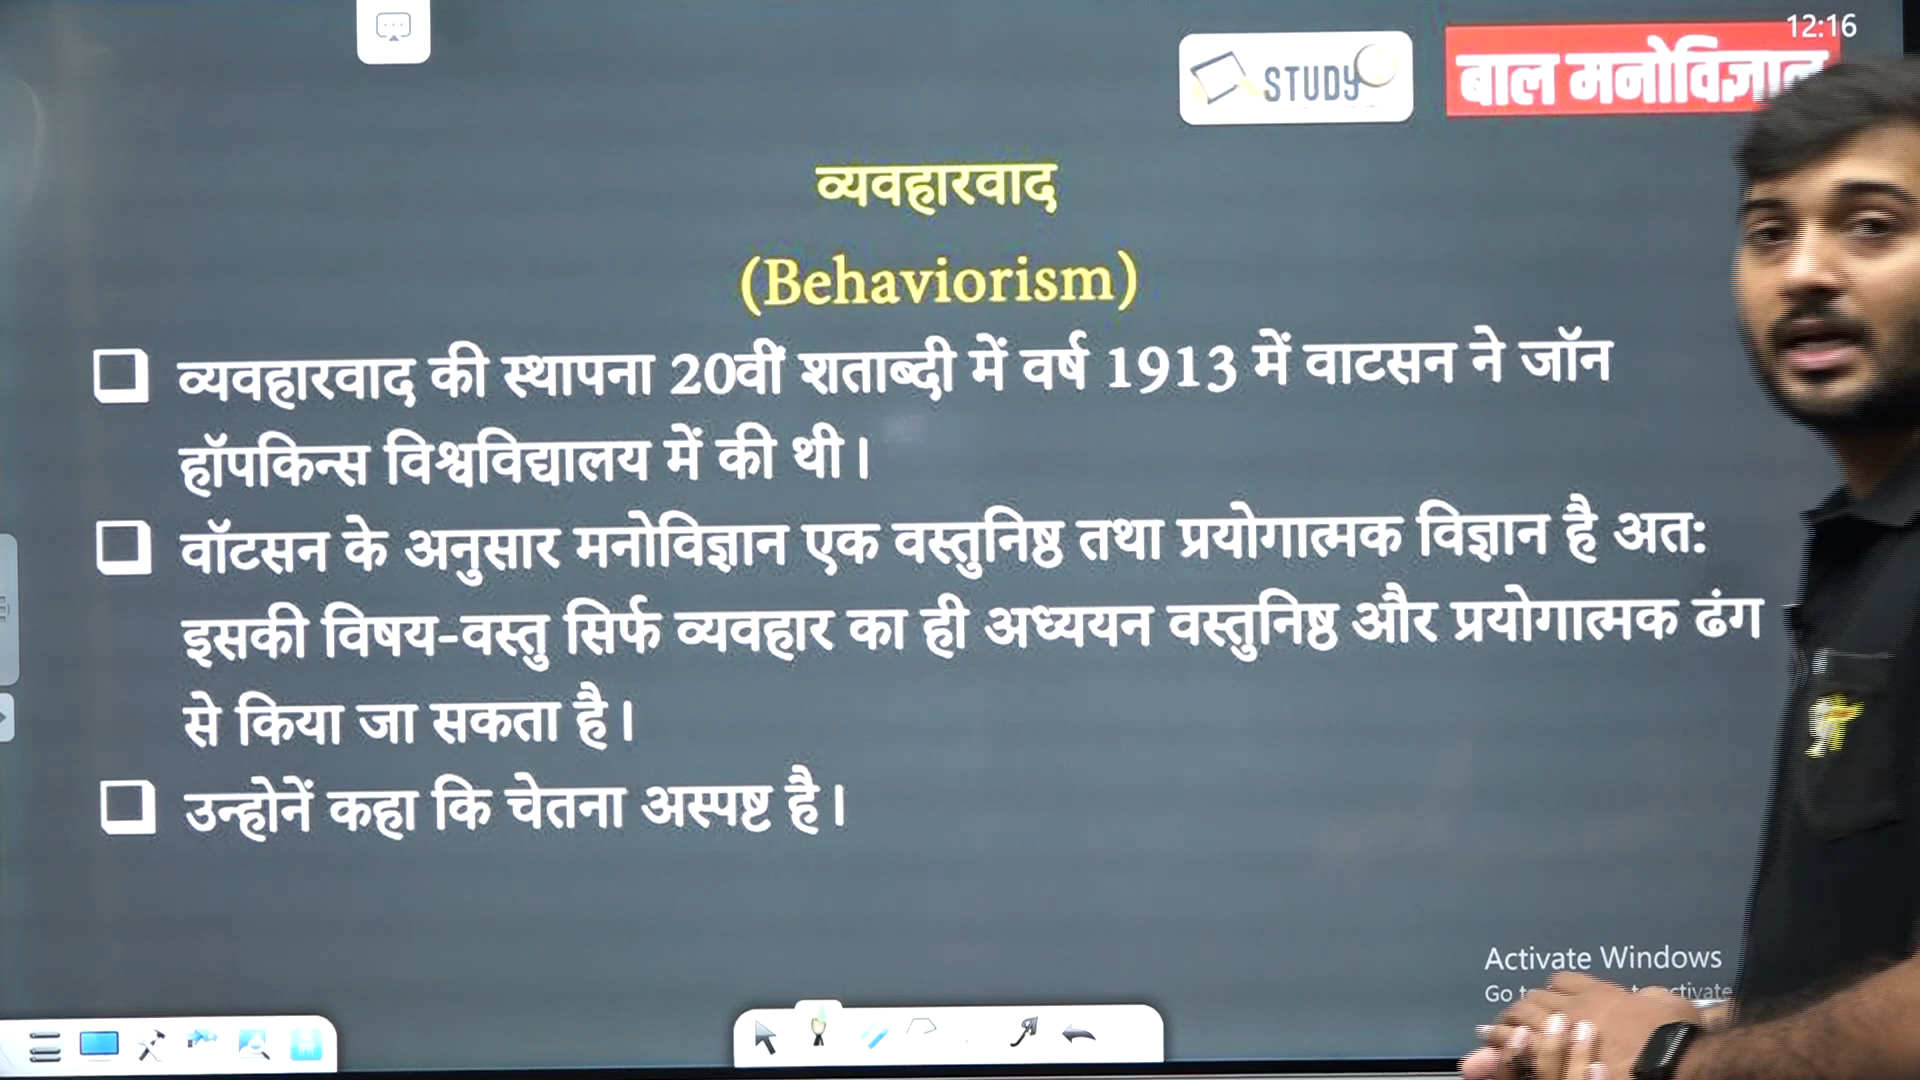 12:16
STUDY
बाल मनोविज्ञान
व्यवहारवाद
(Behaviorism)
व्यवहारवाद की स्थापना 20वीं शताब्दी में वर्ष 1913 में वाटसन ने जॉन
हॉपकिन्स विश्वविद्यालय में की थी।
वॉटसन के अनुसार मनोविज्ञान एक वस्तुनिष्ठ तथा प्रयोगात्मक विज्ञान है अत:
इसकी विषय-वस्तु सिर्फ व्यवहार का ही अध्ययन वस्तुनिष्ठ और प्रयोगात्मक ढंग
से किया जा सकता है।
उन्होनें कहा कि चेतना अस्पष्ट है।
Activate Windows
Go